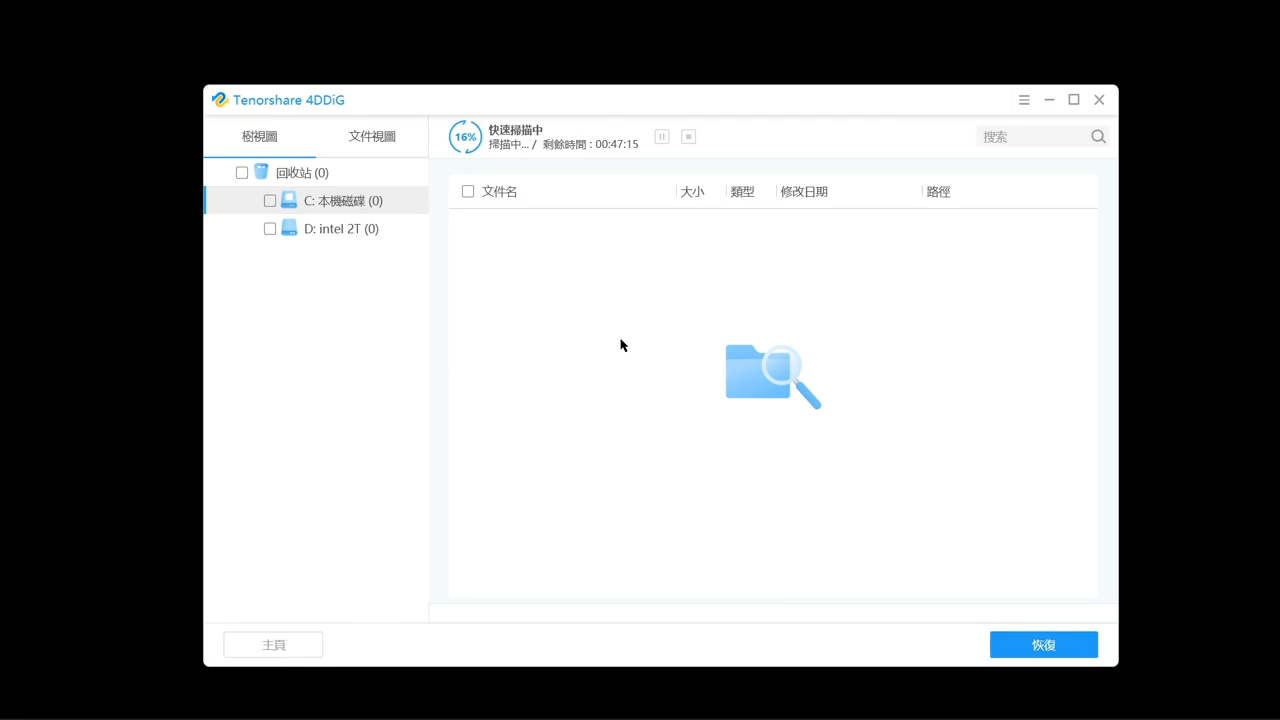 Tenorshare 4DDiG
樹視圖
文件視圖
16%
快速掃描中
掃描中... / 剩餘時間 : 00:47:15
搜索
回收站 (0)
C: 本機磁碟 (0)
D: intel 2T (0)
文件名
大小
類型
修改日期
路徑
主頁
恢復